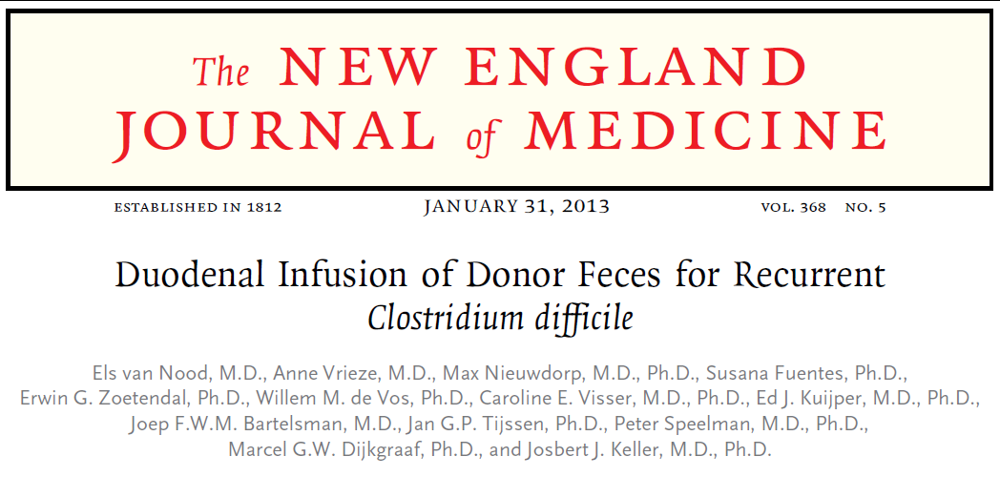 The NEW ENGLAND
JOURNAL of MEDICINE
ESTABLISHED IN 1812 JANUARY 31, 2013 VOL. 368 NO. 5
Duodenal Infusion of Donor Feces for Recurrent
Clostridium difficile
Els van Nood, M.D., Anne Vrieze, M.D., Max Nieuwdorp, M.D., Ph.D., Susana Fuentes, Ph.D.,
Erwin G. Zoetendal, Ph.D., Willem M. de Vos, Ph.D., Caroline E. Visser, M.D., Ph.D., Ed J. Kuijper, M.D., Ph.D.,
Joep F.W.M. Bartelsman, M.D., Jan G.P. Tijssen, Ph.D., Peter Speelman, M.D., Ph.D.,
Marcel G.W. Dijkgraaf, Ph.D., and Josbert J. Keller, M.D., Ph.D.